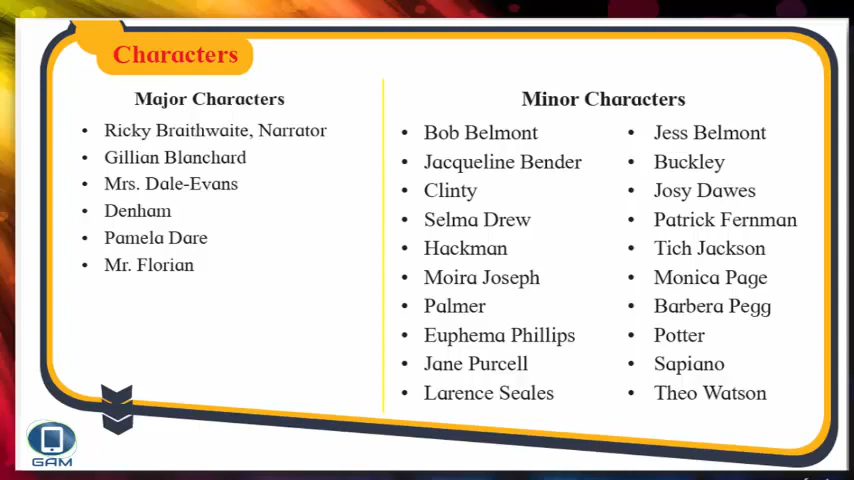 Characters
Major Characters
• Ricky Braithwaite, Narrator
• Gillian Blanchard
• Mrs. Dale-Evans
• Denham
• Pamela Dare
• Mr. Florian
Minor Characters
• Bob Belmont
• Jacqueline Bender
• Clinty
• Selma Drew
• Hackman
• Moira Joseph
• Palmer
• Euphema Phillips
• Jane Purcell
• Larence Seales
• Jess Belmont
• Buckley
• Josy Dawes
• Patrick Fernman
• Tich Jackson
• Monica Page
• Barbera Pegg
• Potter
• Sapiano
• Theo Watson
GAM